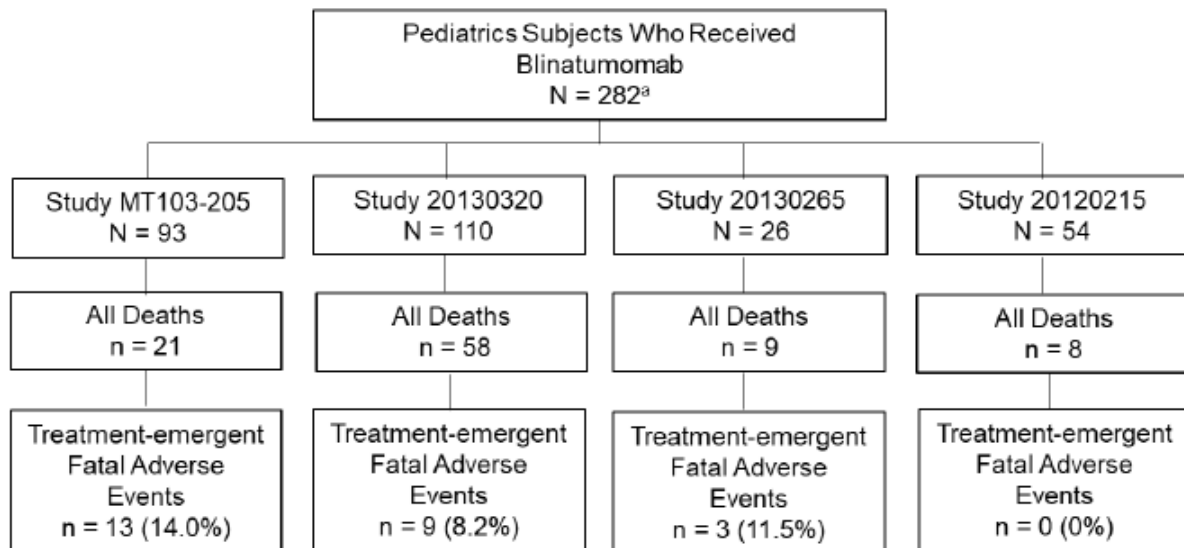 Pediatrics Subjects Who Received
Blinatumomab
N = 282ª
Study MT103-205
N = 93
Study 20130320
N = 110
Study 20130265
N = 26
Study 20120215
N = 54
All Deaths
n = 21
All Deaths
n = 58
All Deaths
n = 9
All Deaths
n = 8
Treatment-emergent
Fatal Adverse
Events
n = 13 (14.0%)
Treatment-emergent
Fatal Adverse
Events
n = 9 (8.2%)
Treatment-emergent
Fatal Adverse
Events
n = 3 (11.5%)
Treatment-emergent
Fatal Adverse
Events
n = 0 (0%)